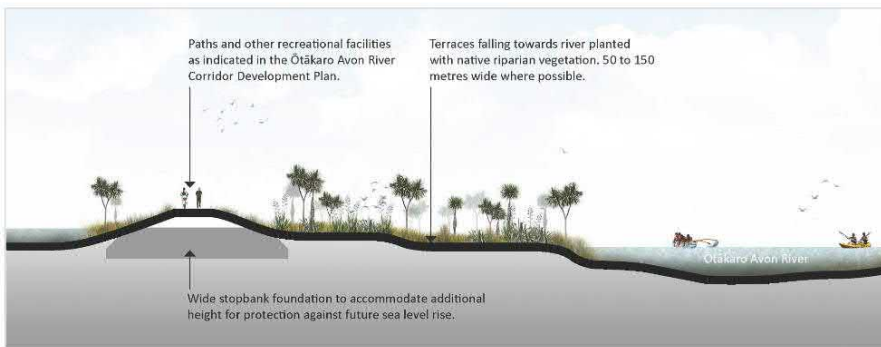 Paths and other recreational facilities
as indicated in the Ōtākaro Avon River
Corridor Development Plan.
Terraces falling towards river planted
with native riparian vegetation. 50 to 150
metres wide where possible.
Ōtākaro Avon River
Wide stopbank foundation to accommodate additional
height for protection against future sea level rise.